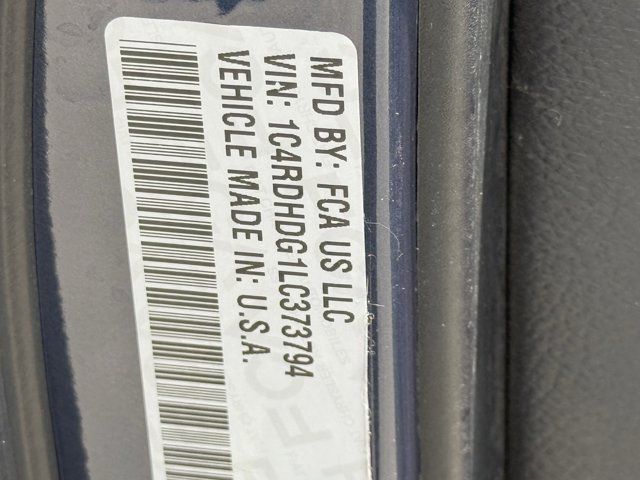 MFD BY: FCA US LLC
VIN: 1C4RDHDG1LC373794
VEHICLE MADE IN: U.S.A.